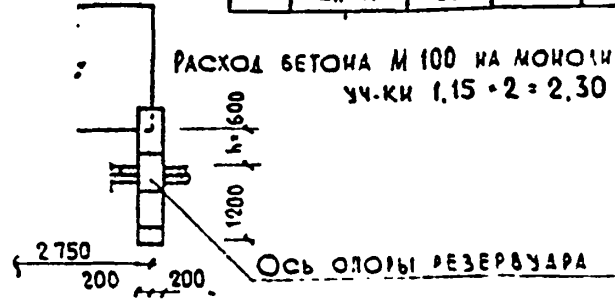 РАСХОД БЕТОНА М 100 НА
УЧ-КИ 1,15 • 2 = 2,30
h=600
1200
2750
200
200
ОСЬ ОПОРЫ РЕЗЕРВУАРА